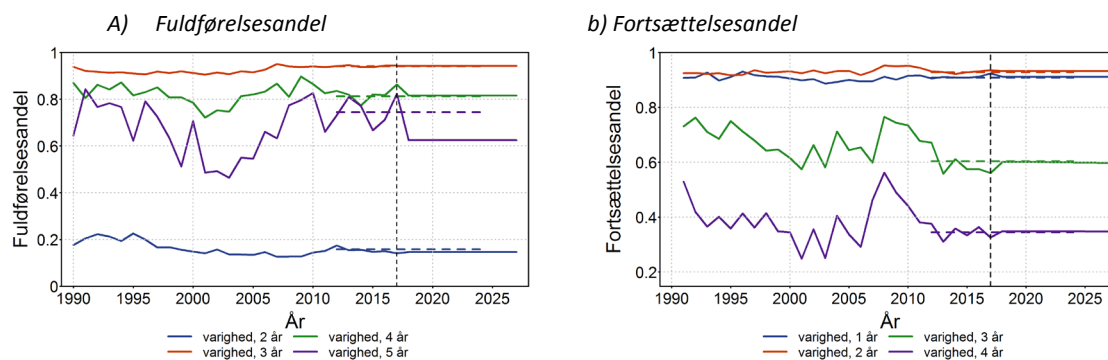 A) Fuldførelsesandel
b) Fortsættelsesandel
Fuldførelsesandel
1
0.8
0.6
0.4
0.2
0
1990 1995 2000 2005 2010 2015 2020 2025
År
varighed, 2 år varighed, 4 år
varighed, 3 år varighed, 5 år
Fortsættelsesandel
1
0.8
0.6
0.4
0.2
1990 1995 2000 2005 2010 2015 2020 2025
År
varighed, 1 år varighed, 3 år
varighed, 2 år varighed, 4 år